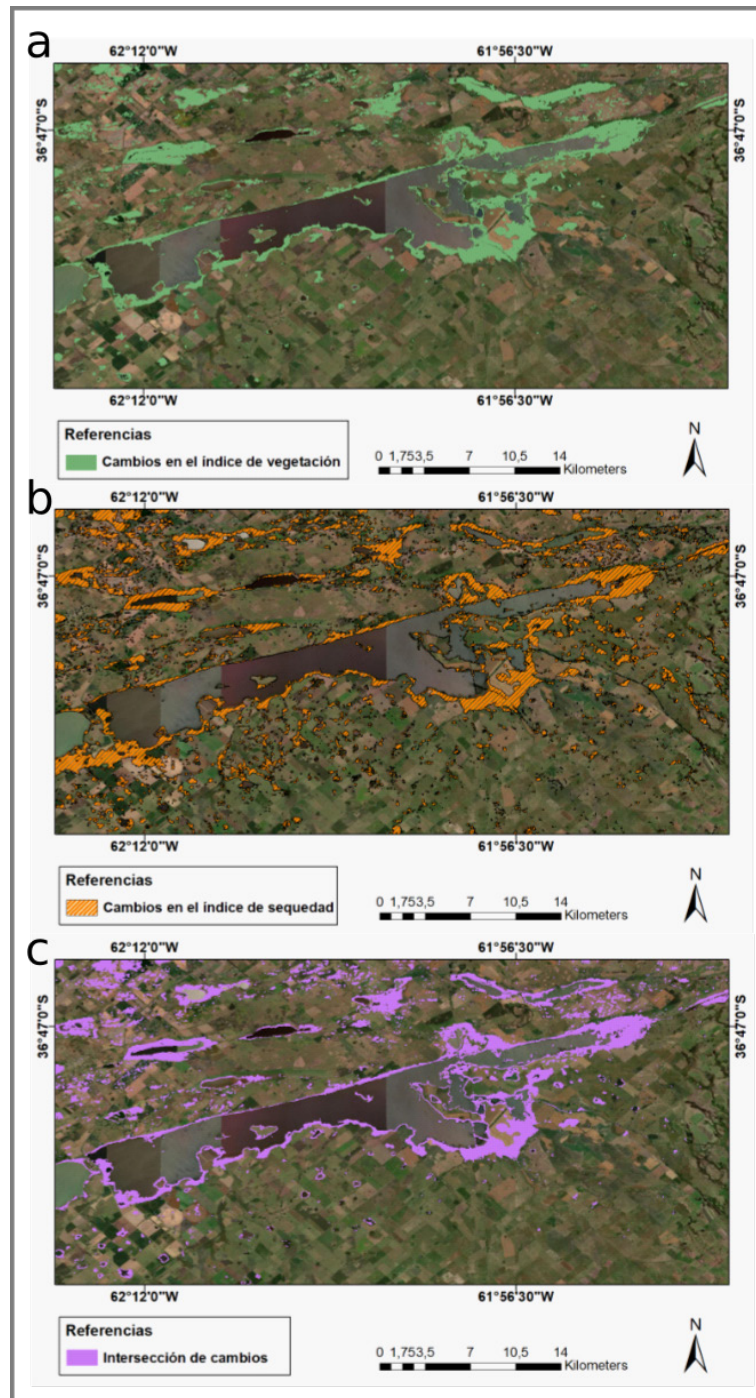 a
62°12'0"W 61°56'30"W
36°47'0"S 36°47'0"S
62°12'0"W 61°56'30"W
Referencias
Cambios en el índice de vegetación
0 1,753,5 7 10,5 14
Kilometers
N
b
62°12'0"W 61°56'30"W
36°47'0"S 36°47'0"S
62°12'0"W 61°56'30"W
Referencias
Cambios en el índice de sequedad
0 1,753,5 7 10,5 14
Kilometers
N
c
62°12'0"W 61°56'30"W
36°47'0"S 36°47'0"S
62°12'0"W 61°56'30"W
Referencias
Intersección de cambios
0 1,753,5 7 10,5 14
Kilometers
N